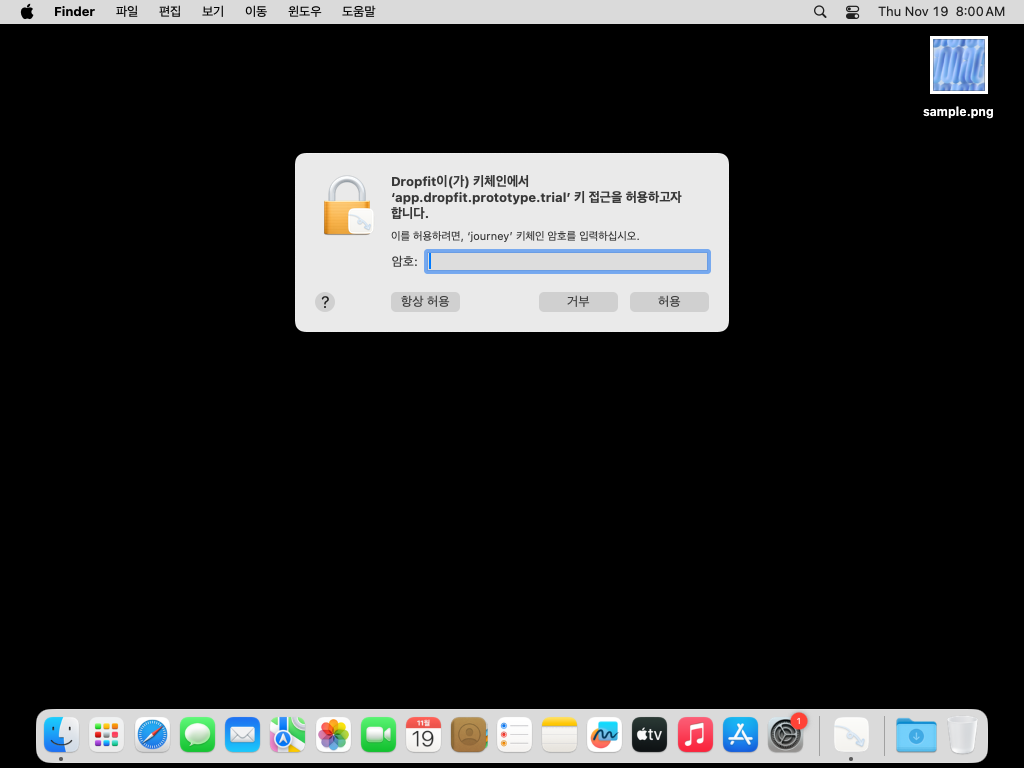 Finder 파일 편집 보기 이동 윈도우 도움말 Thu Nov 19 8:00 AM
sample.png
Dropfit이(가) 키체인에서
‘app.dropfit.prototype.trial’ 키 접근을 허용하고자
합니다.
이를 허용하려면, ‘journey’ 키체인 암호를 입력하십시오.
암호:
? 항상 허용 거부 허용
11월
19
tv
1